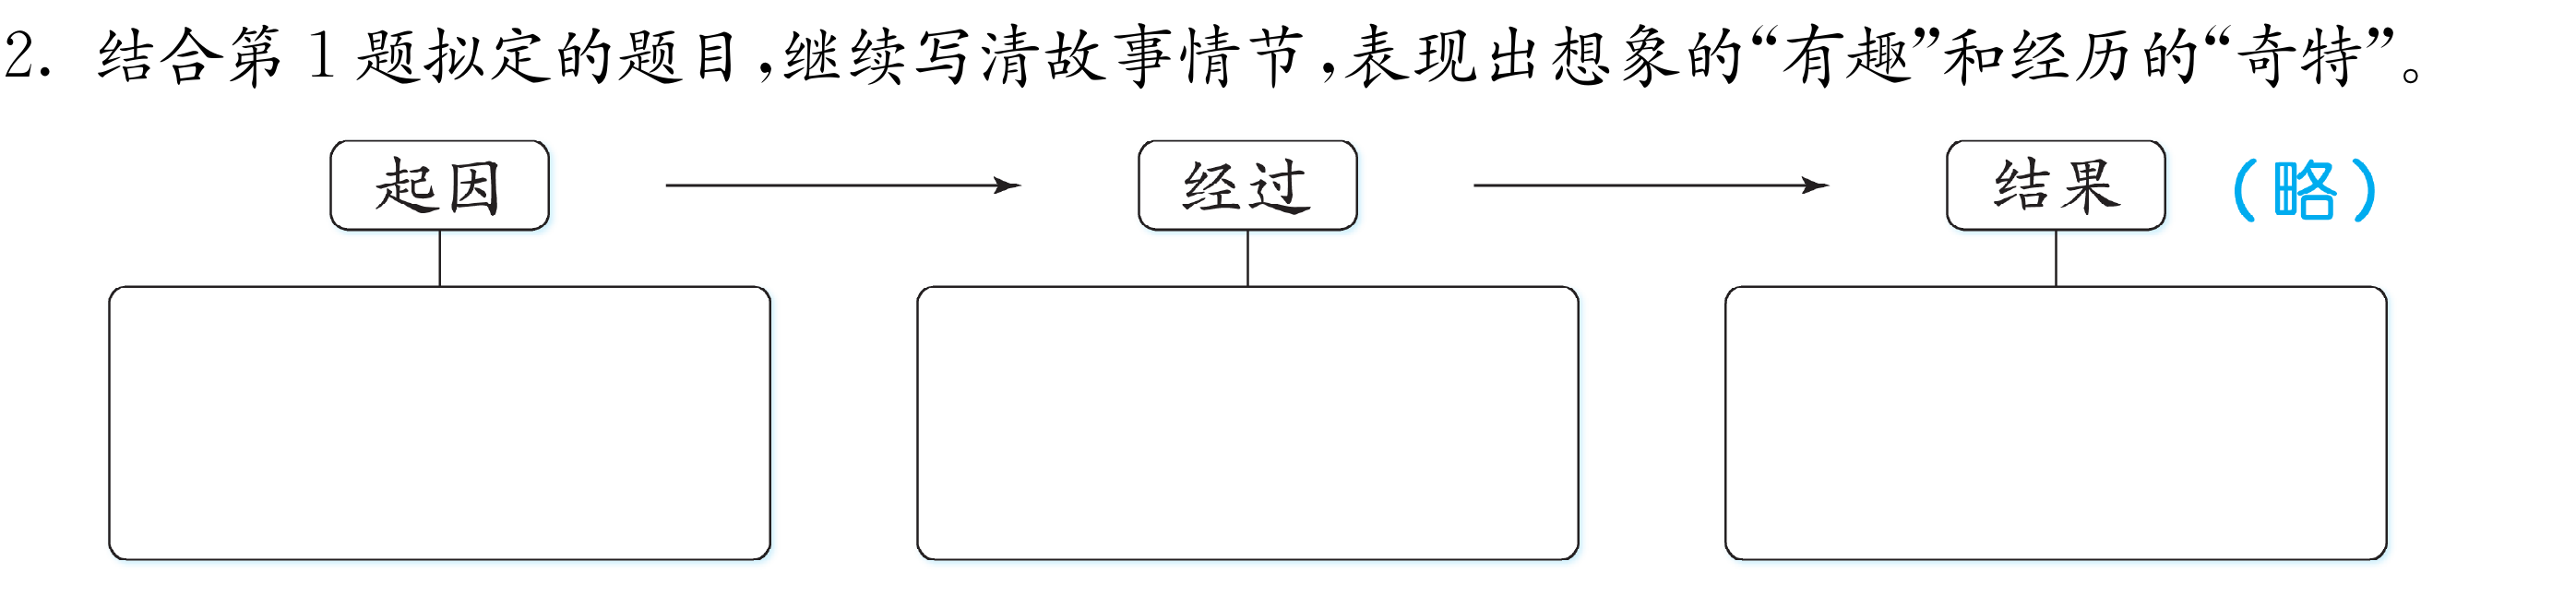 2. 结合第1题拟定的题目,继续写清故事情节,表现出想象的“有趣”和经历的“奇特”。
起因 经过 结果 (略)